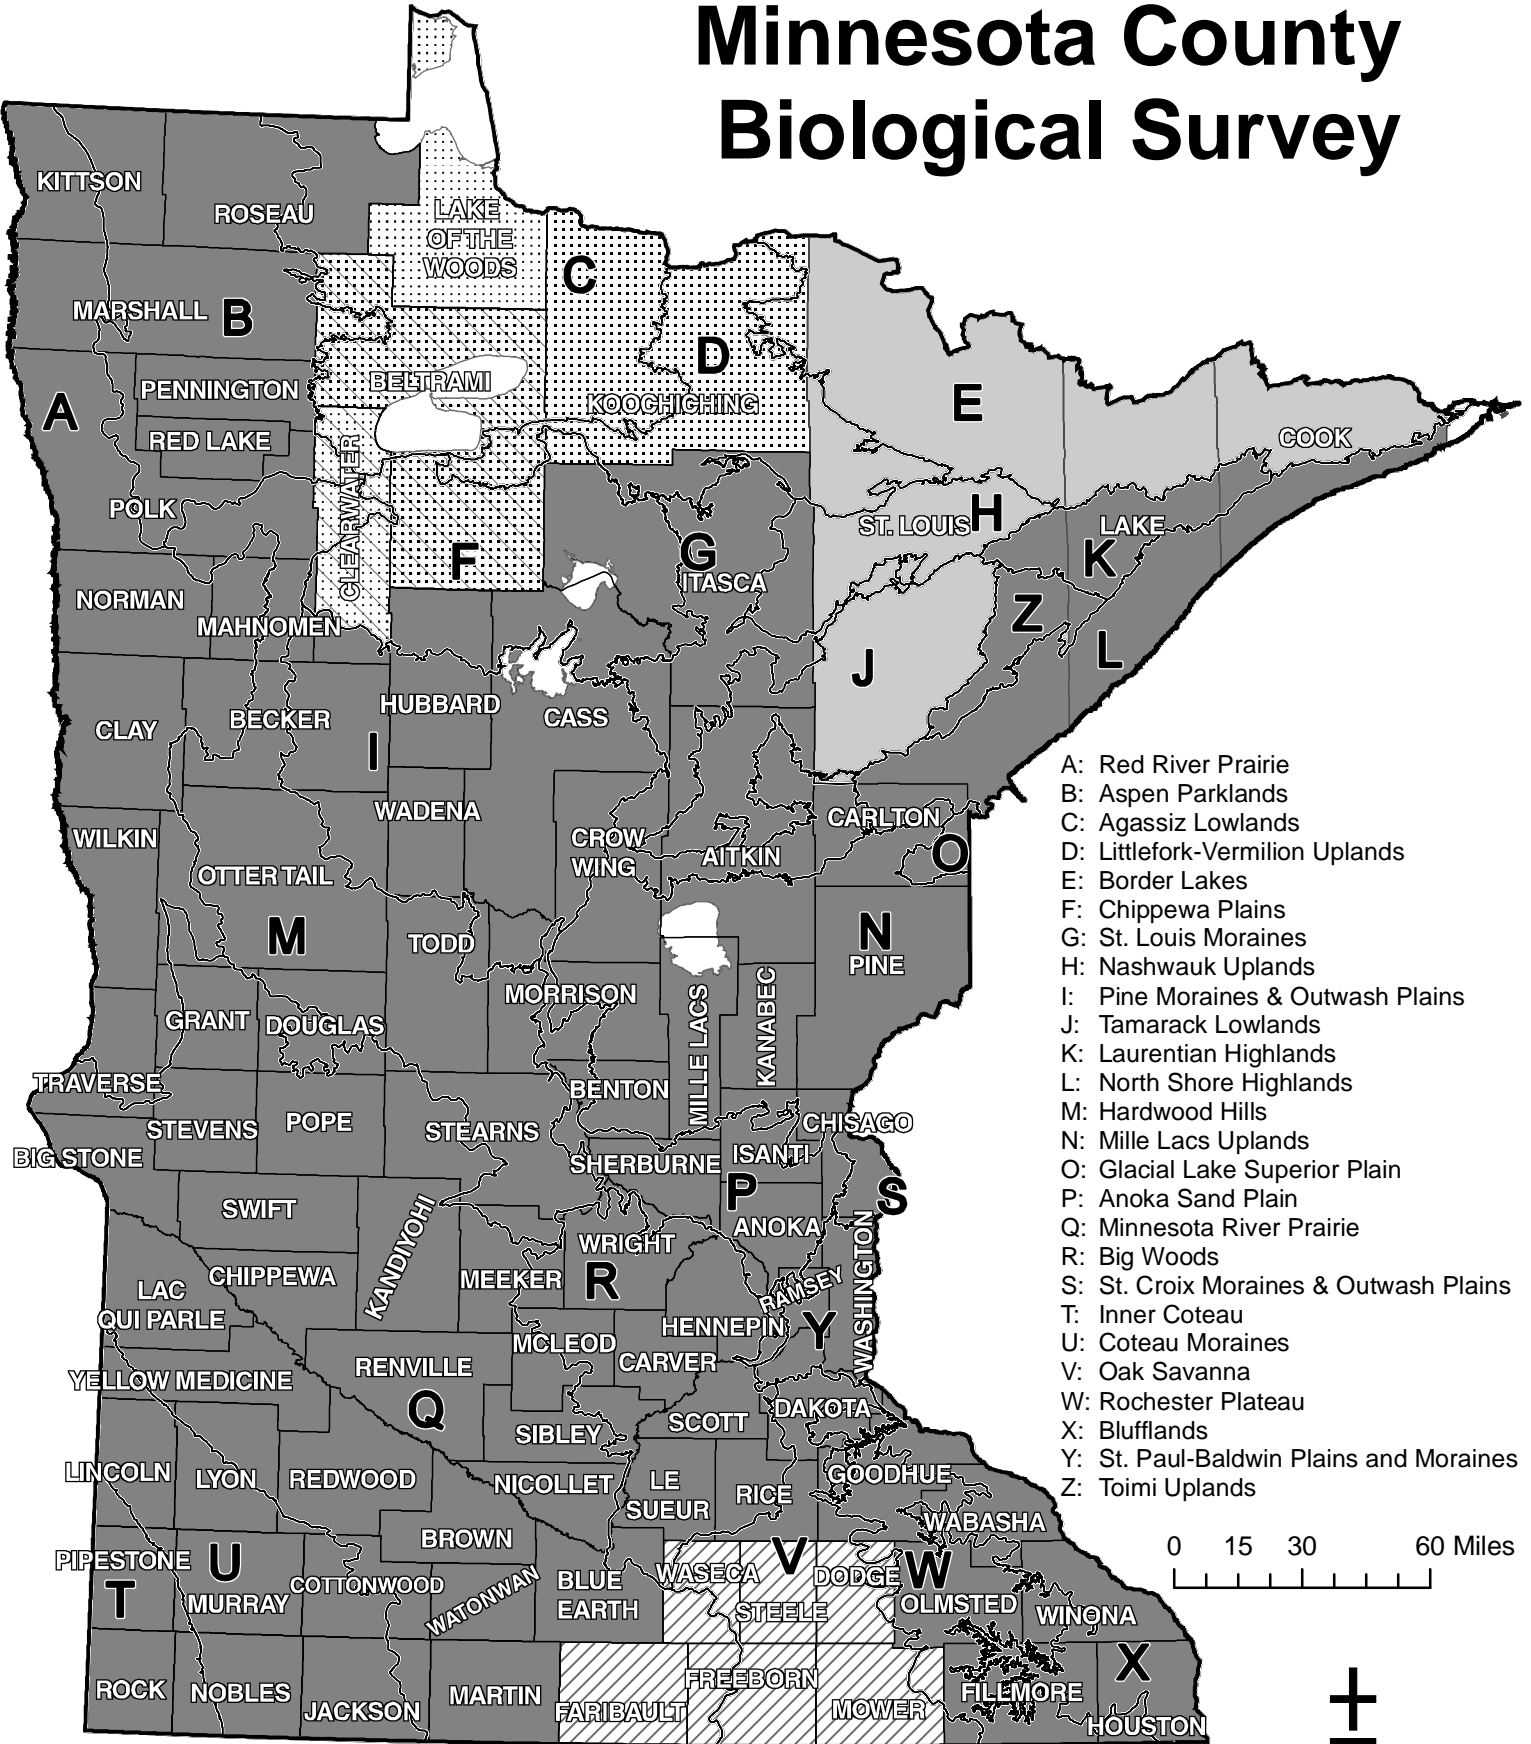 Minnesota County
Biological Survey
KITTSON
ROSEAU
LAKE
OF THE
WOODS
C
MARSHALL
B
D
BELTRAMI
PENNINGTON
A
E
KOOCHICHING
RED LAKE
COOK
CLEARWATER
POLK
H
ST. LOUIS
LAKE
F
G
K
ITASCA
NORMAN
MAHNOMEN
Z
L
J
HUBBARD
CASS
CLAY
BECKER
I
WADENA
CARLTON
WILKIN
CROW
WING
AITKIN
O
OTTER TAIL
M
TODD
N
PINE
MORRISON
MILLE LACS
KANABEC
GRANT
DOUGLAS
TRAVERSE
BENTON
STEVENS
POPE
STEARNS
CHISAGO
BIG STONE
SHERBURNE
ISANTI
P
S
SWIFT
ANOKA
KANDIYOHI
WRIGHT
WASHINGTON
LAC
QUI PARLE
CHIPPEWA
MEEKER
R
RAMSEY
HENNEPIN
Y
MCLEOD
CARVER
RENVILLE
YELLOW MEDICINE
Q
DAKOTA
SCOTT
SIBLEY
LINCOLN
LYON
REDWOOD
NICOLLET
LE
SUEUR
RICE
GOODHUE
WABASHA
BROWN
PIPESTONE
U
V
W
T
MURRAY
COTTONWOOD
WATONWAN
BLUE
EARTH
WASECA
DODGE
STEELE
OLMSTED
WINONA
X
ROCK
NOBLES
JACKSON
MARTIN
FARIBAULT
FREEBORN
MOWER
FILLMORE
HOUSTON
A: Red River Prairie
B: Aspen Parklands
C: Agassiz Lowlands
D: Littlefork-Vermilion Uplands
E: Border Lakes
F: Chippewa Plains
G: St. Louis Moraines
H: Nashwauk Uplands
I: Pine Moraines & Outwash Plains
J: Tamarack Lowlands
K: Laurentian Highlands
L: North Shore Highlands
M: Hardwood Hills
N: Mille Lacs Uplands
O: Glacial Lake Superior Plain
P: Anoka Sand Plain
Q: Minnesota River Prairie
R: Big Woods
S: St. Croix Moraines & Outwash Plains
T: Inner Coteau
U: Coteau Moraines
V: Oak Savanna
W: Rochester Plateau
X: Blufflands
Y: St. Paul-Baldwin Plains and Moraines
Z: Toimi Uplands
0 15 30 60 Miles